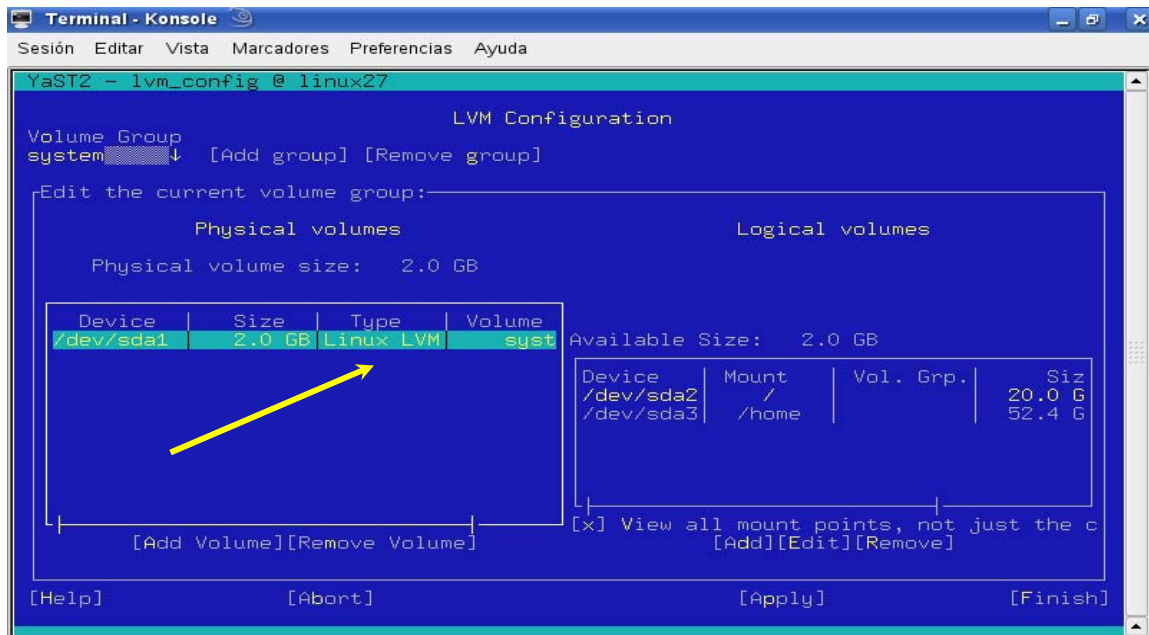 Terminal - Konsole
Sesión Editar Vista Marcadores Preferencias Ayuda
YaST2 - lvm_config @ linux27
LVM Configuration
Volume Group
system [Add group] [Remove group]
Edit the current volume group:
Physical volumes Logical volumes
Physical volume size: 2.0 GB
Device Size Type Volume
/dev/sda1 2.0 GB Linux LVM syst
Available Size: 2.0 GB
Device Mount Vol. Grp. Siz
/dev/sda2 / 20.0 G
/dev/sda3 /home 52.4 G
[x] View all mount points, not just the c
[Add Volume][Remove Volume] [Add][Edit][Remove]
[Help] [Abort] [Apply] [Finish]